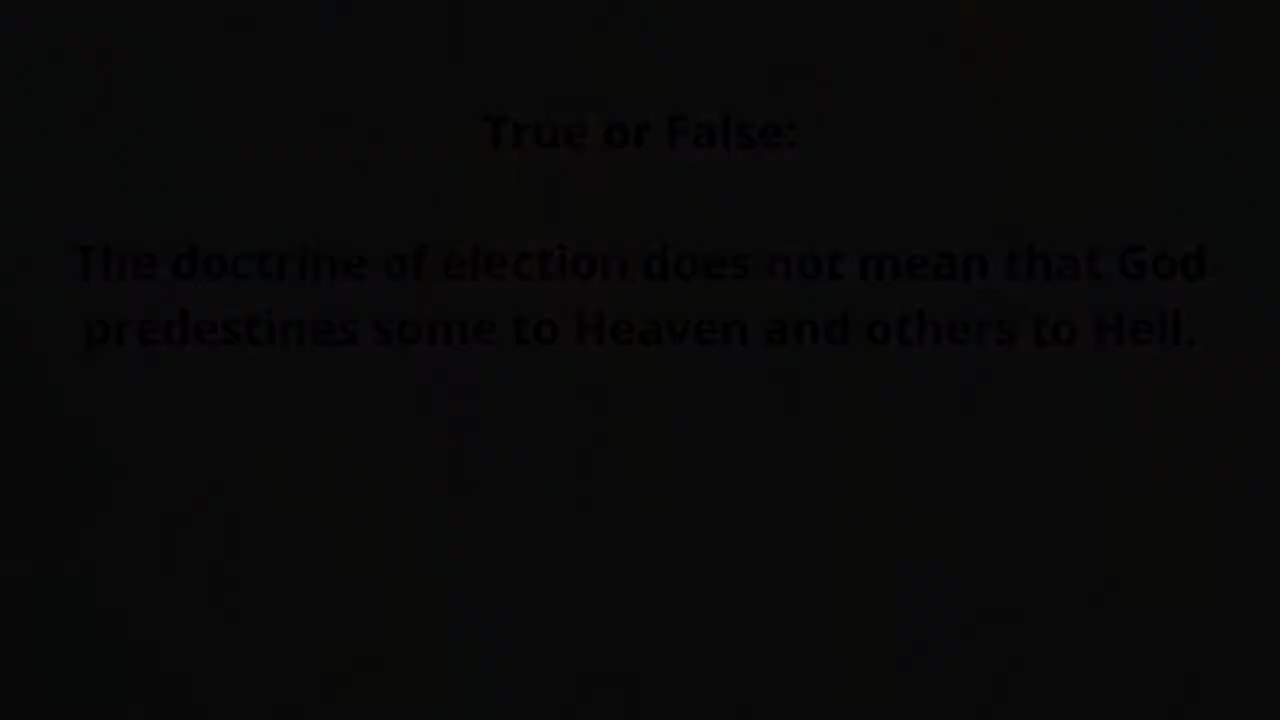 True or False:
The doctrine of election does not mean that God
predestines some to Heaven and others to Hell.